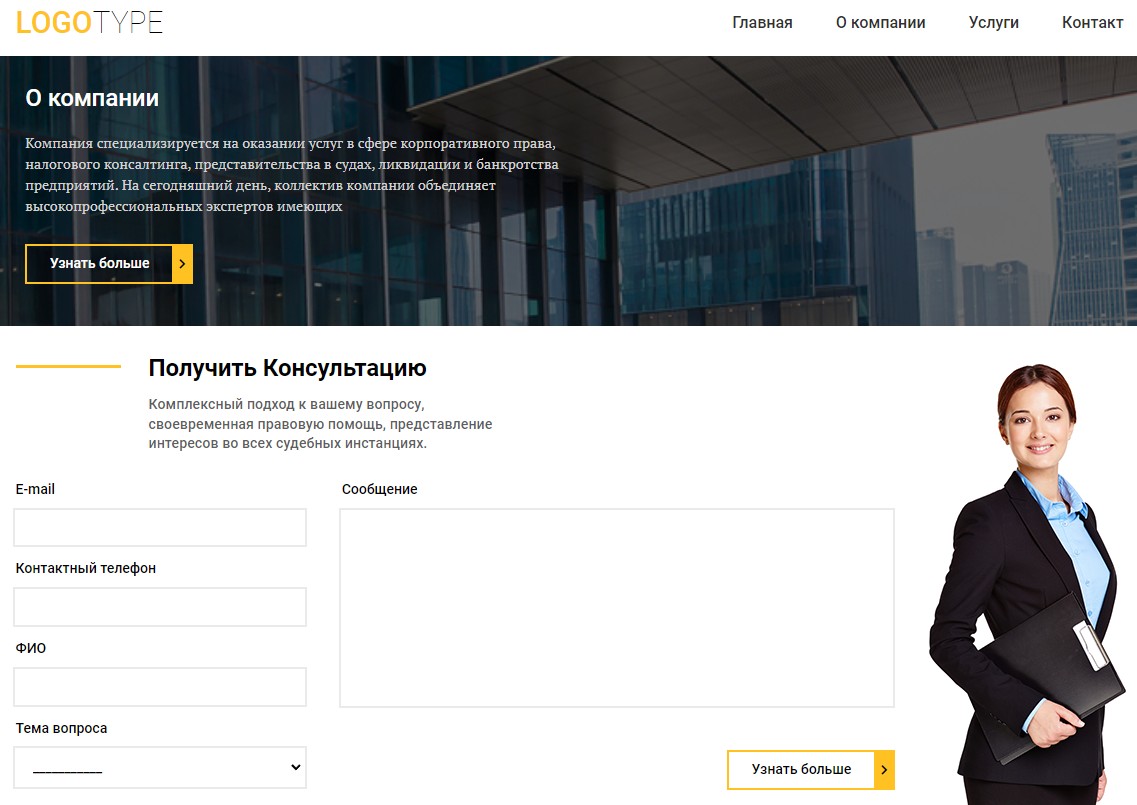 LOGOTYPE
Главная
О компании
Услуги
Контакт
О компании
Компания специализируется на оказании услуг в сфере корпоративного права,
налогового консалтинга, представительства в судах, ликвидации и банкротства
предприятий. На сегодняшний день, коллектив компании объединяет
высокопрофессиональных экспертов имеющих
Узнать больше
Получить Консультацию
Комплексный подход к вашему вопросу,
своевременная правовую помощь, представление
интересов во всех судебных инстанциях.
E-mail
Контактный телефон
ФИО
Тема вопроса
___________
Сообщение
Узнать больше